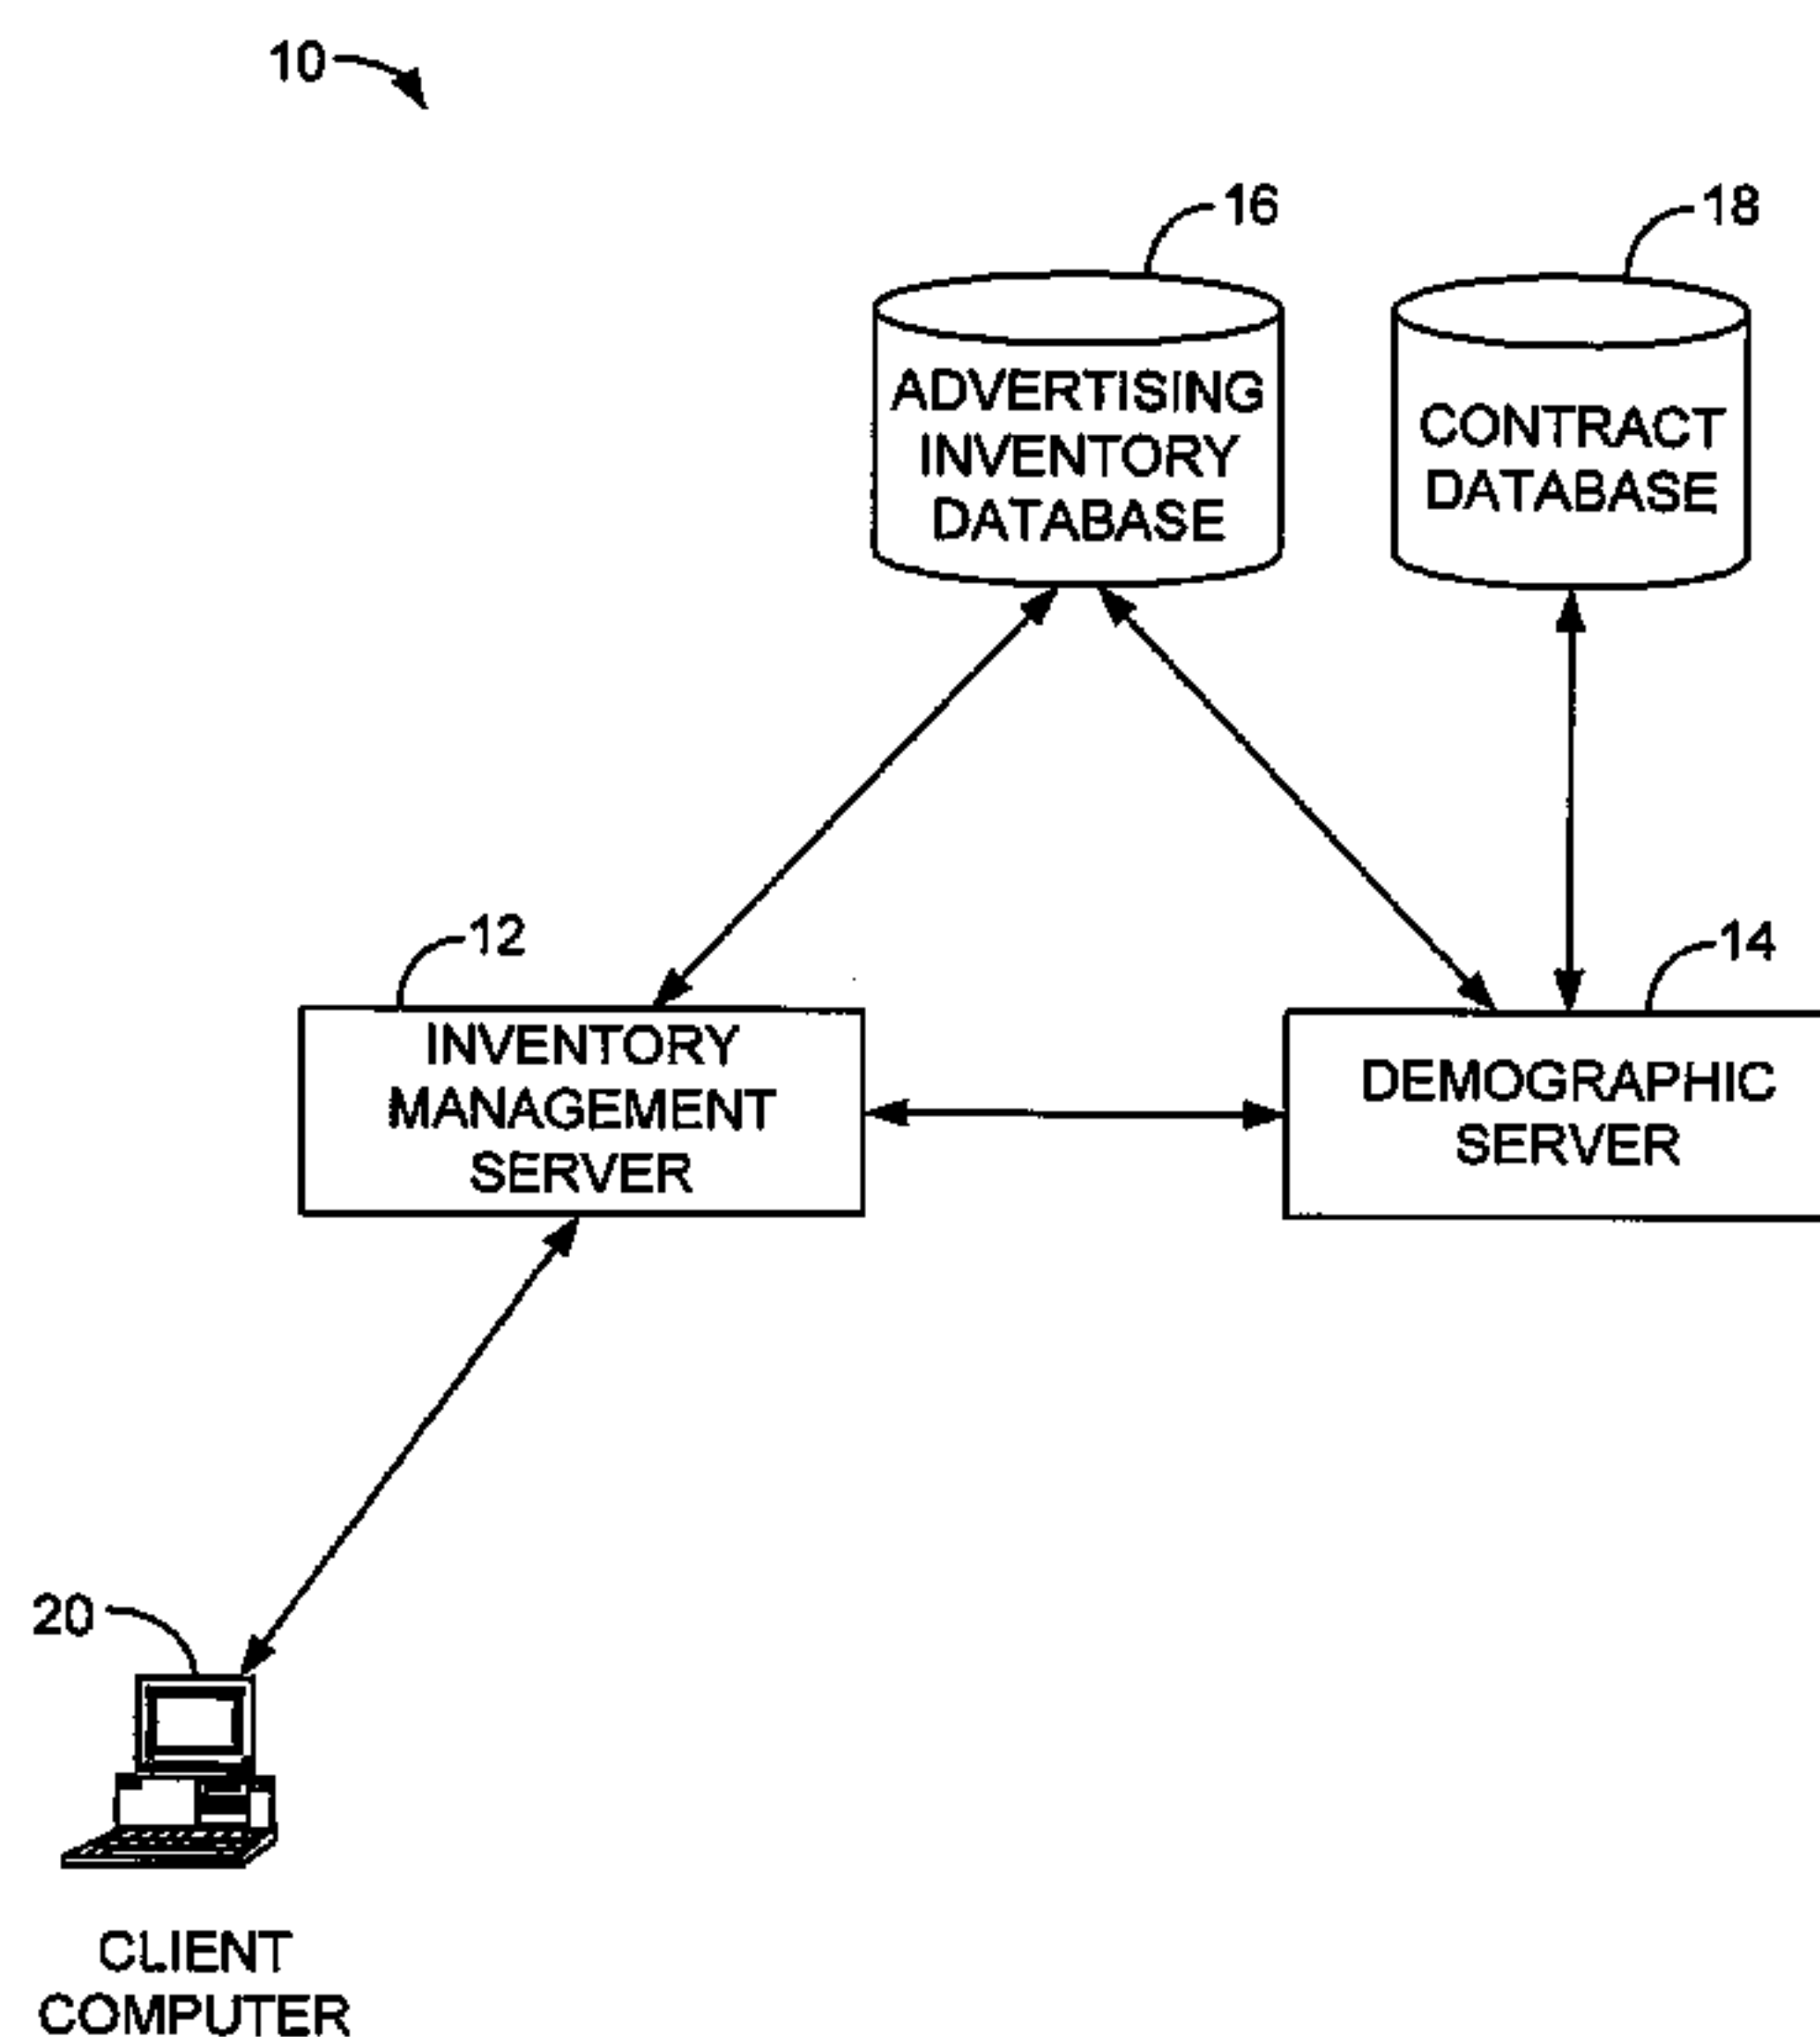 10
16
18
ADVERTISING
INVENTORY
DATABASE
CONTRACT
DATABASE
12
14
INVENTORY
MANAGEMENT
SERVER
DEMOGRAPHIC
SERVER
20
CLIENT
COMPUTER